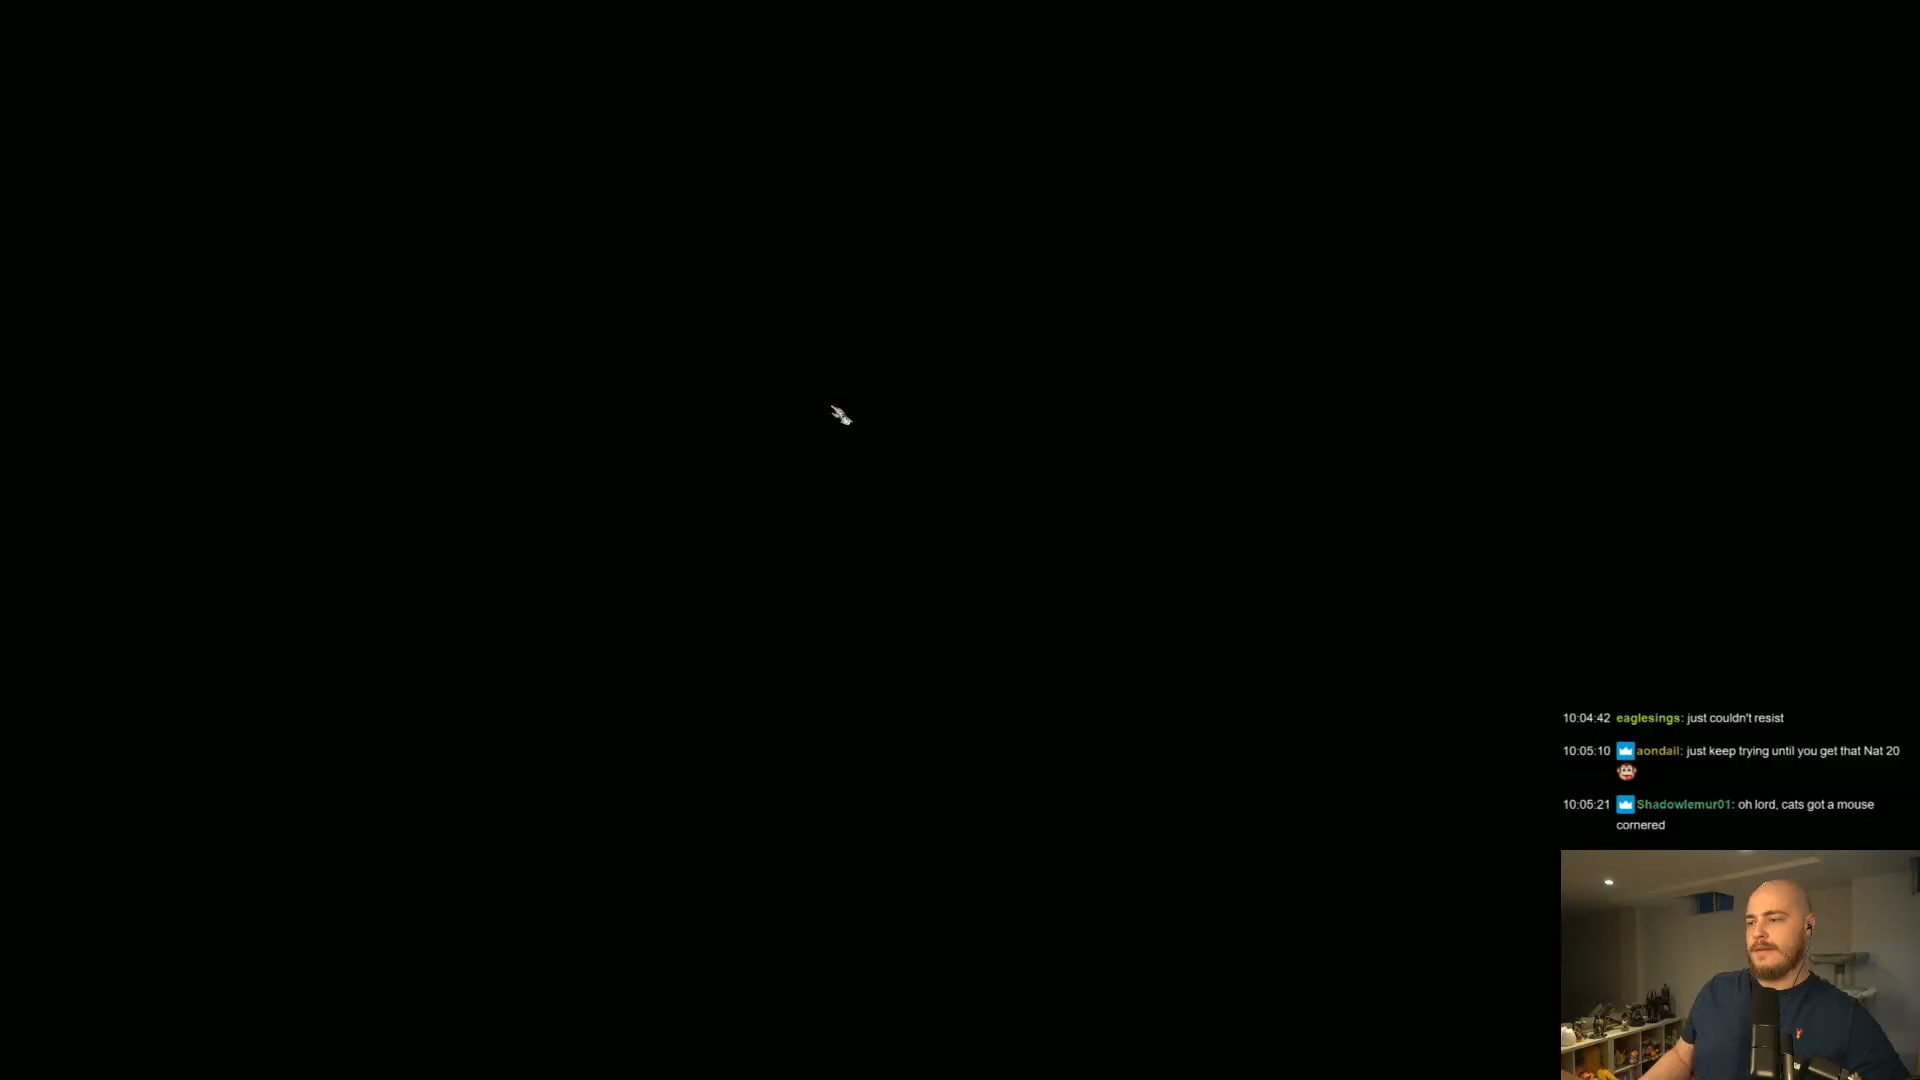 10:04:42 eaglesings: just couldn't resist
10:05:10 aondail: just keep trying until you get that Nat 20
10:05:21 Shadowlemur01: oh lord, cats got a mouse
cornered